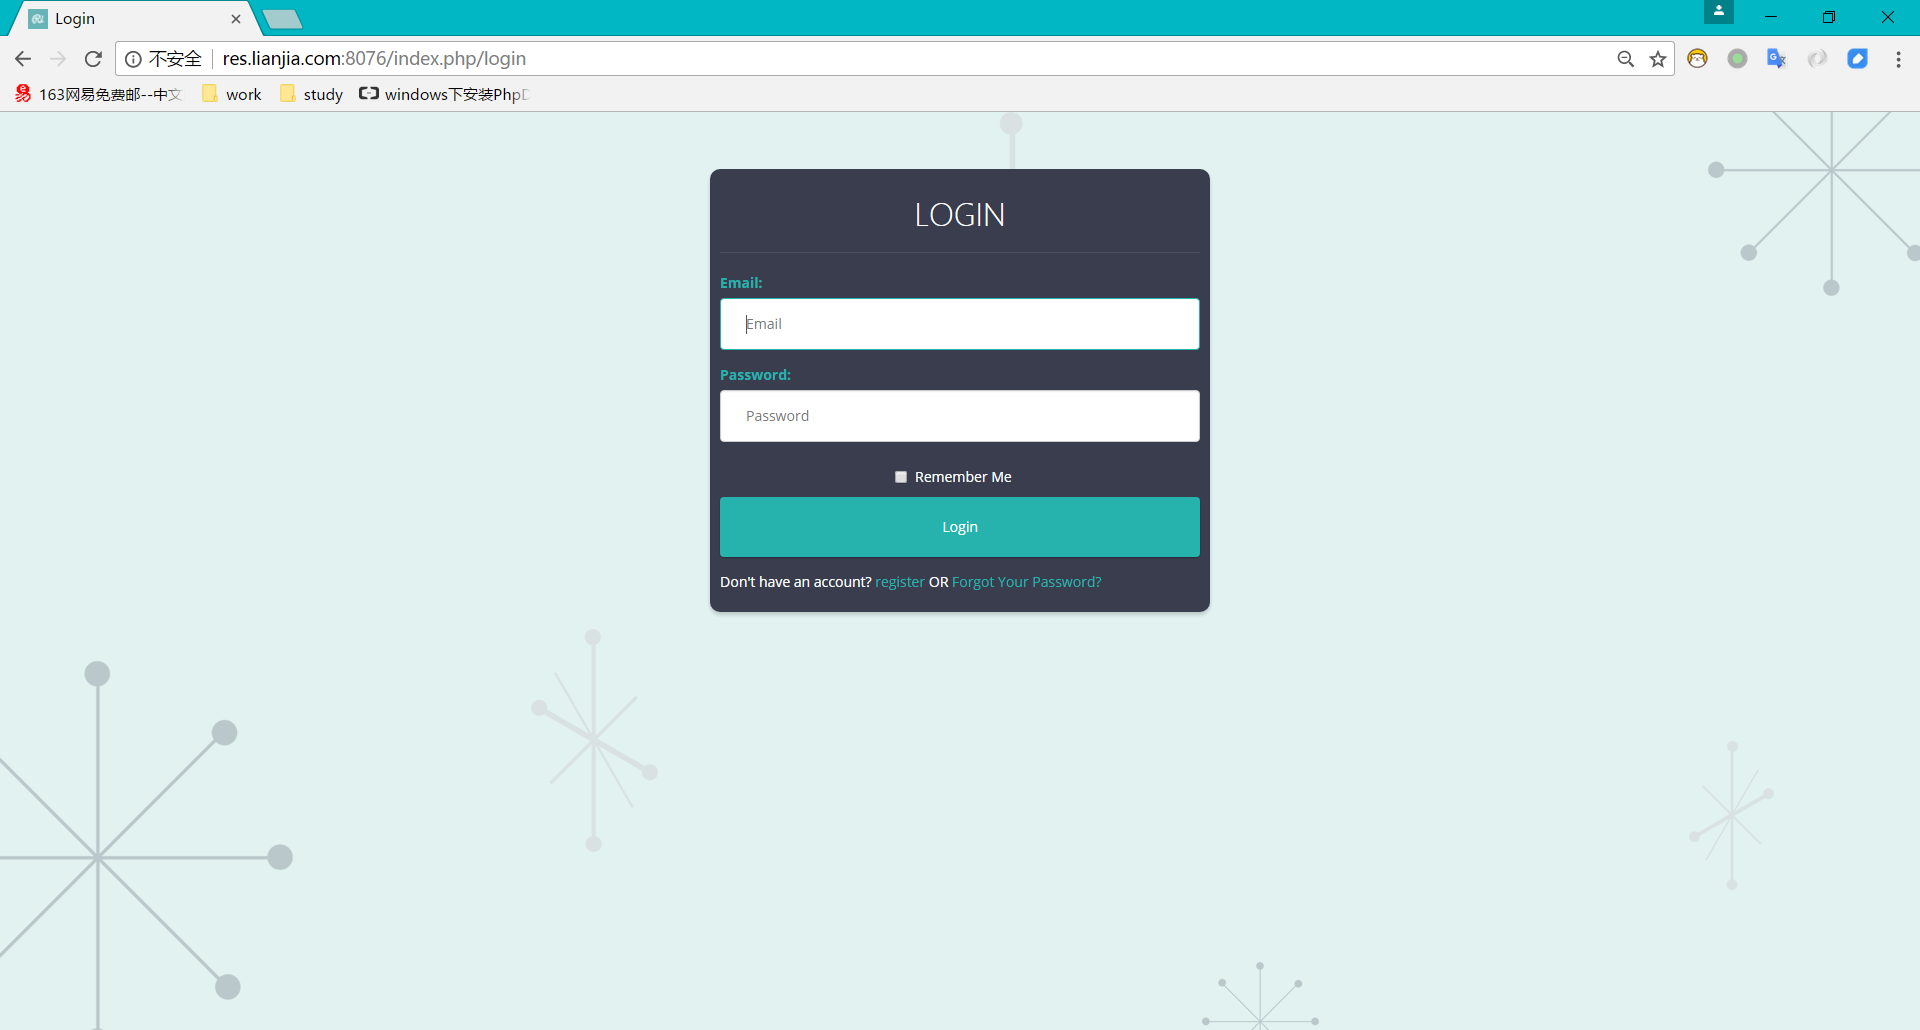 Login
不安全 res.lianjia.com:8076/index.php/login
163网易免费邮--中文 work study windows下安装Php
LOGIN
Email:
Email
Password:
Password
Remember Me
Login
Don't have an account? register OR Forgot Your Password?